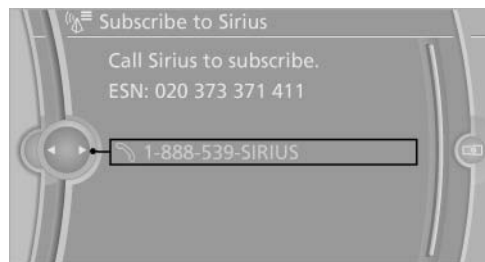 Subscribe to Sirius
Call Sirius to subscribe.
ESN: 020 373 371 411
1-888-539-SIRIUS